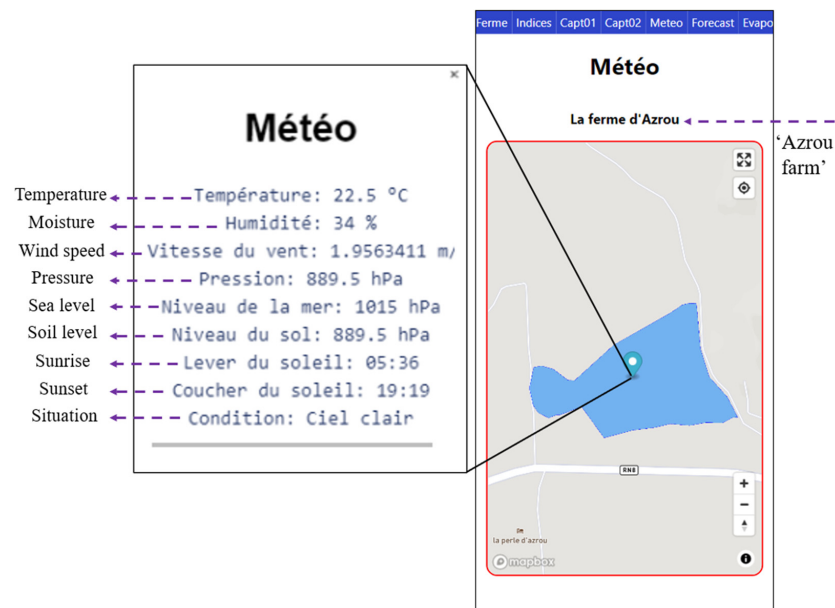 Ferme Indices Capt01 Capt02 Meteo Forecast Evapo
Météo
La ferme d'Azrou
‘Azrou
farm’
×
Météo
Temperature Température: 22.5 °C
Moisture Humidité: 34 %
Wind speed Vitesse du vent: 1.9563411 m/
Pressure Pression: 889.5 hPa
Sea level Niveau de la mer: 1015 hPa
Soil level Niveau du sol: 889.5 hPa
Sunrise Lever du soleil: 05:36
Sunset Coucher du soleil: 19:19
Situation Condition: Ciel clair
RN8
la perle d'azrou
mapbox